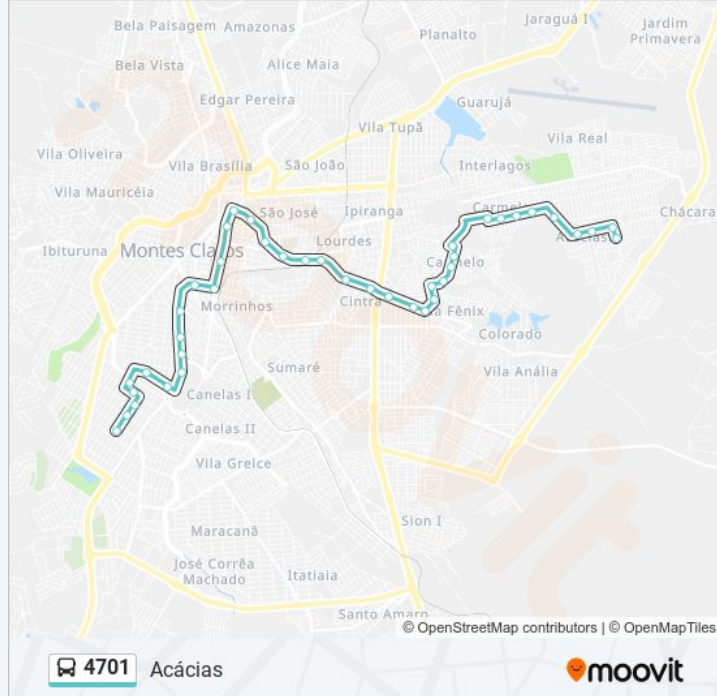 Bela Paisagem
Amazonas
Jaraguá I
Jardim
Primavera
Planalto
Bela Vista
Alice Maia
Edgar Pereira
Guarujá
Vila Tupã
Vila Real
Vila Oliveira
Vila Brasília
São João
Interlagos
Vila Mauricéia
São José
Ipiranga
Carmelo
Chácara
Ibituruna
Montes Claros
Lourdes
Acácias
Carmelo
Morrinhos
Cintra
Fênix
Colorado
Sumaré
Vila Anália
Canelas I
Canelas II
Vila Greice
Sion I
Maracanã
José Corrêa
Machado
Itatiaia
Santo Amaro
© OpenStreetMap contributors | © OpenMapTiles
4701 Acácias
moovit